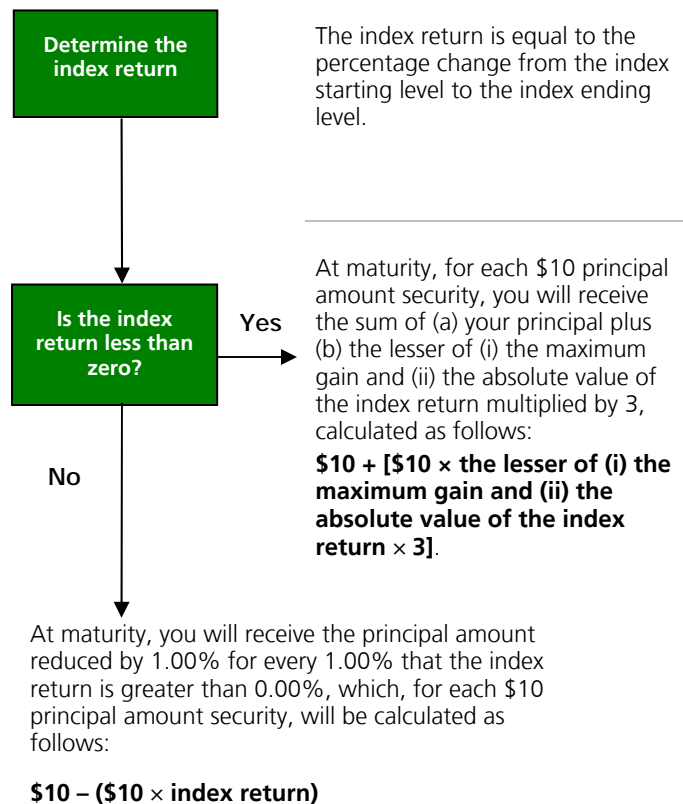 Determine the
index return
The index return is equal to the
percentage change from the index
starting level to the index ending
level.
Is the index
return less than
zero?
Yes
At maturity, for each $10 principal
amount security, you will receive
the sum of (a) your principal plus
(b) the lesser of (i) the maximum
gain and (ii) the absolute value of
the index return multiplied by 3,
calculated as follows:
$10 + [$10 × the lesser of (i) the
maximum gain and (ii) the
absolute value of the index
return × 3].
No
At maturity, you will receive the principal amount
reduced by 1.00% for every 1.00% that the index
return is greater than 0.00%, which, for each $10
principal amount security, will be calculated as
follows:
$10 – ($10 × index return)